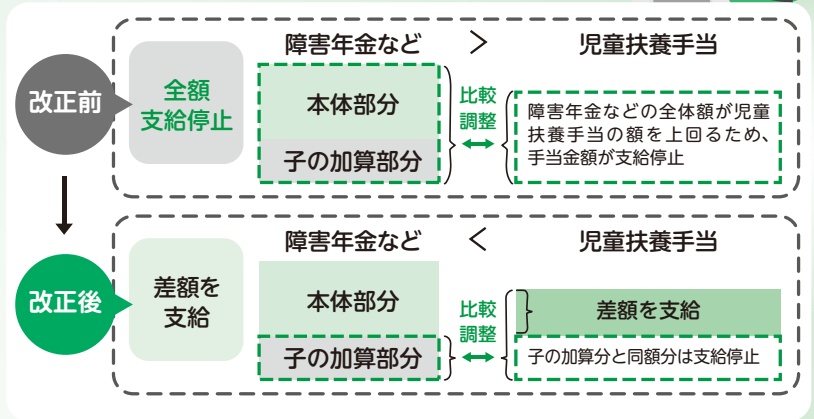 改正前
全額
支給停止
障害年金など > 児童扶養手当
本体部分
子の加算部分
比較
調整
障害年金などの全体額が児童
扶養手当の額を上回るため、
手当金額が支給停止
改正後
差額を
支給
障害年金など < 児童扶養手当
本体部分
子の加算部分
比較
調整
差額を支給
子の加算分と同額分は支給停止